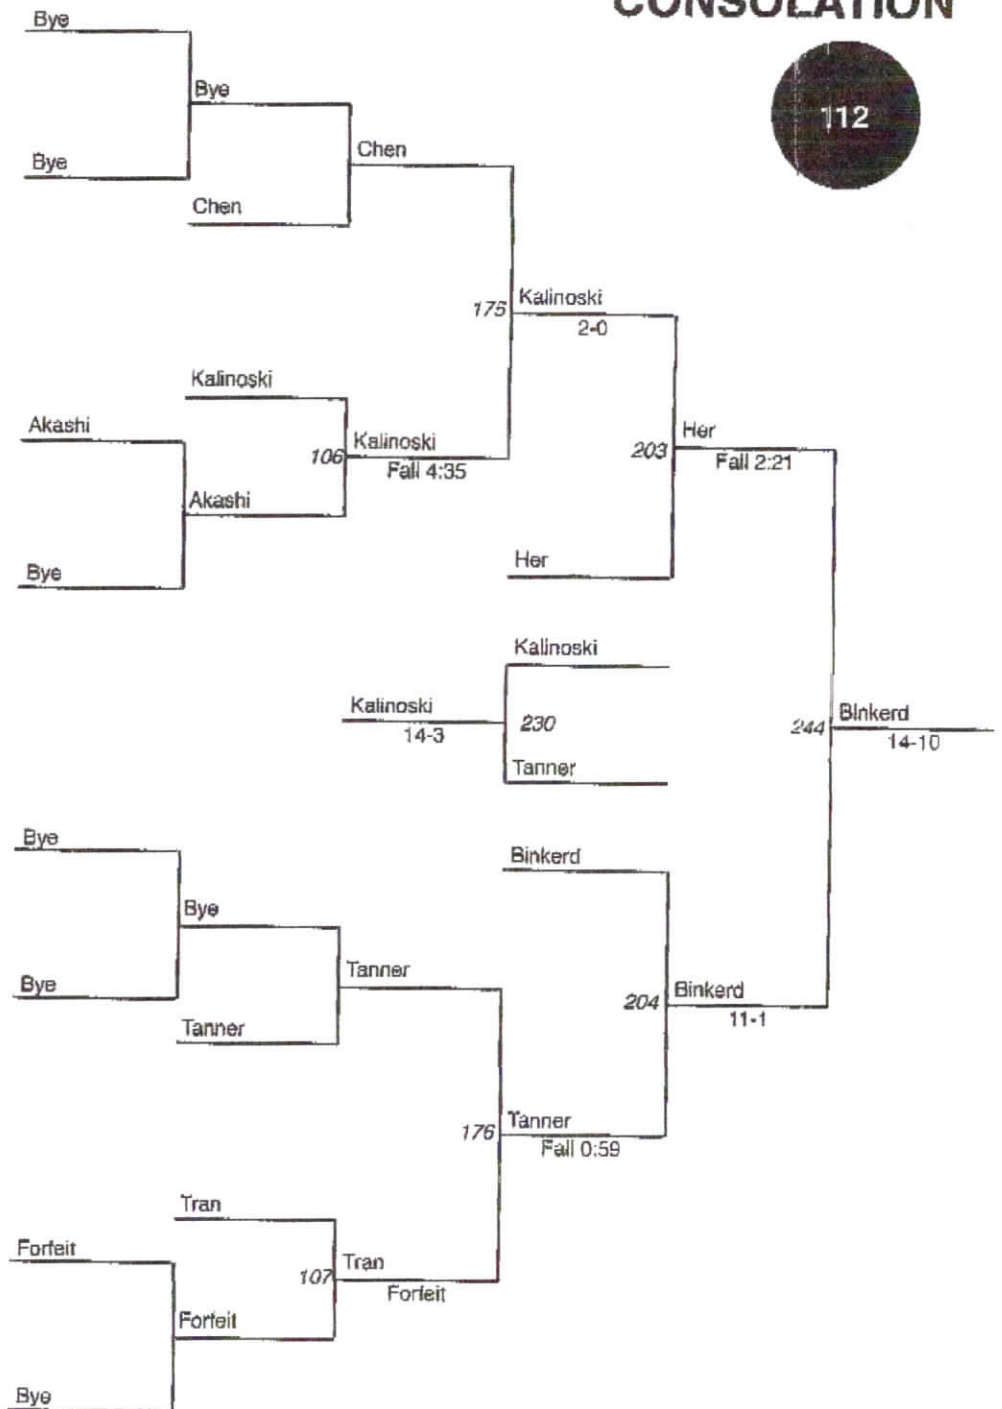 CONSOLATION
Bye
112
Bye
Chen
Bye
Chen
175
Kalinoski
2-0
Kalinoski
Akashi
Her
Kalinoski
203
106
Fall 2:21
Fall 4:35
Akashi
Her
Bye
Kalinoski
Kalinoski
230
14-3
Binkerd
244
14-10
Tanner
Bye
Binkerd
Bye
Tanner
Bye
Binkerd
204
11-1
Tanner
Tanner
176
Fall 0:59
Tran
Forfeit
Tran
107
Forfeit
Forfeit
Bye